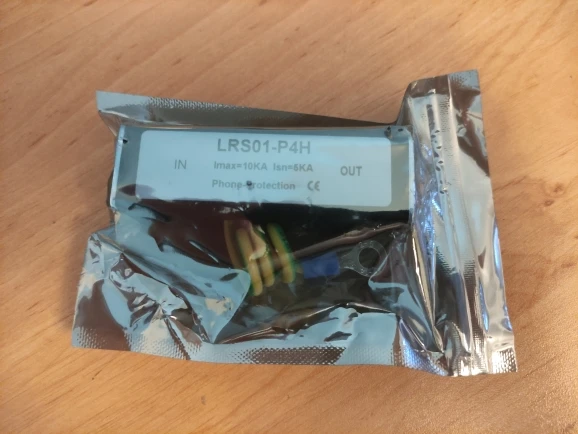 LRS01-P4H
IN Imax=10KA Isn=5KA OUT
Phone Protection CE